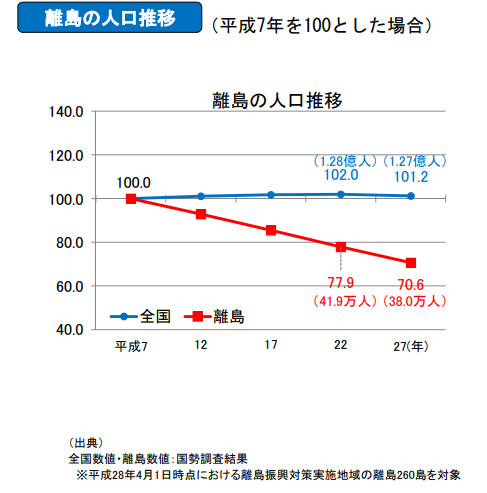 離島の人口推移 (平成7年を100とした場合)
離島の人口推移
140.0
120.0
100.0
80.0
60.0
40.0
100.0
(1.28億人) (1.27億人)
102.0 101.2
77.9 70.6
(41.9万人) (38.0万人)
全国 離島
平成7 12 17 22 27(年)
(出典)
全国数値・離島数値:国勢調査結果
※平成28年4月1日時点における離島振興対策実施地域の離島260島を対象